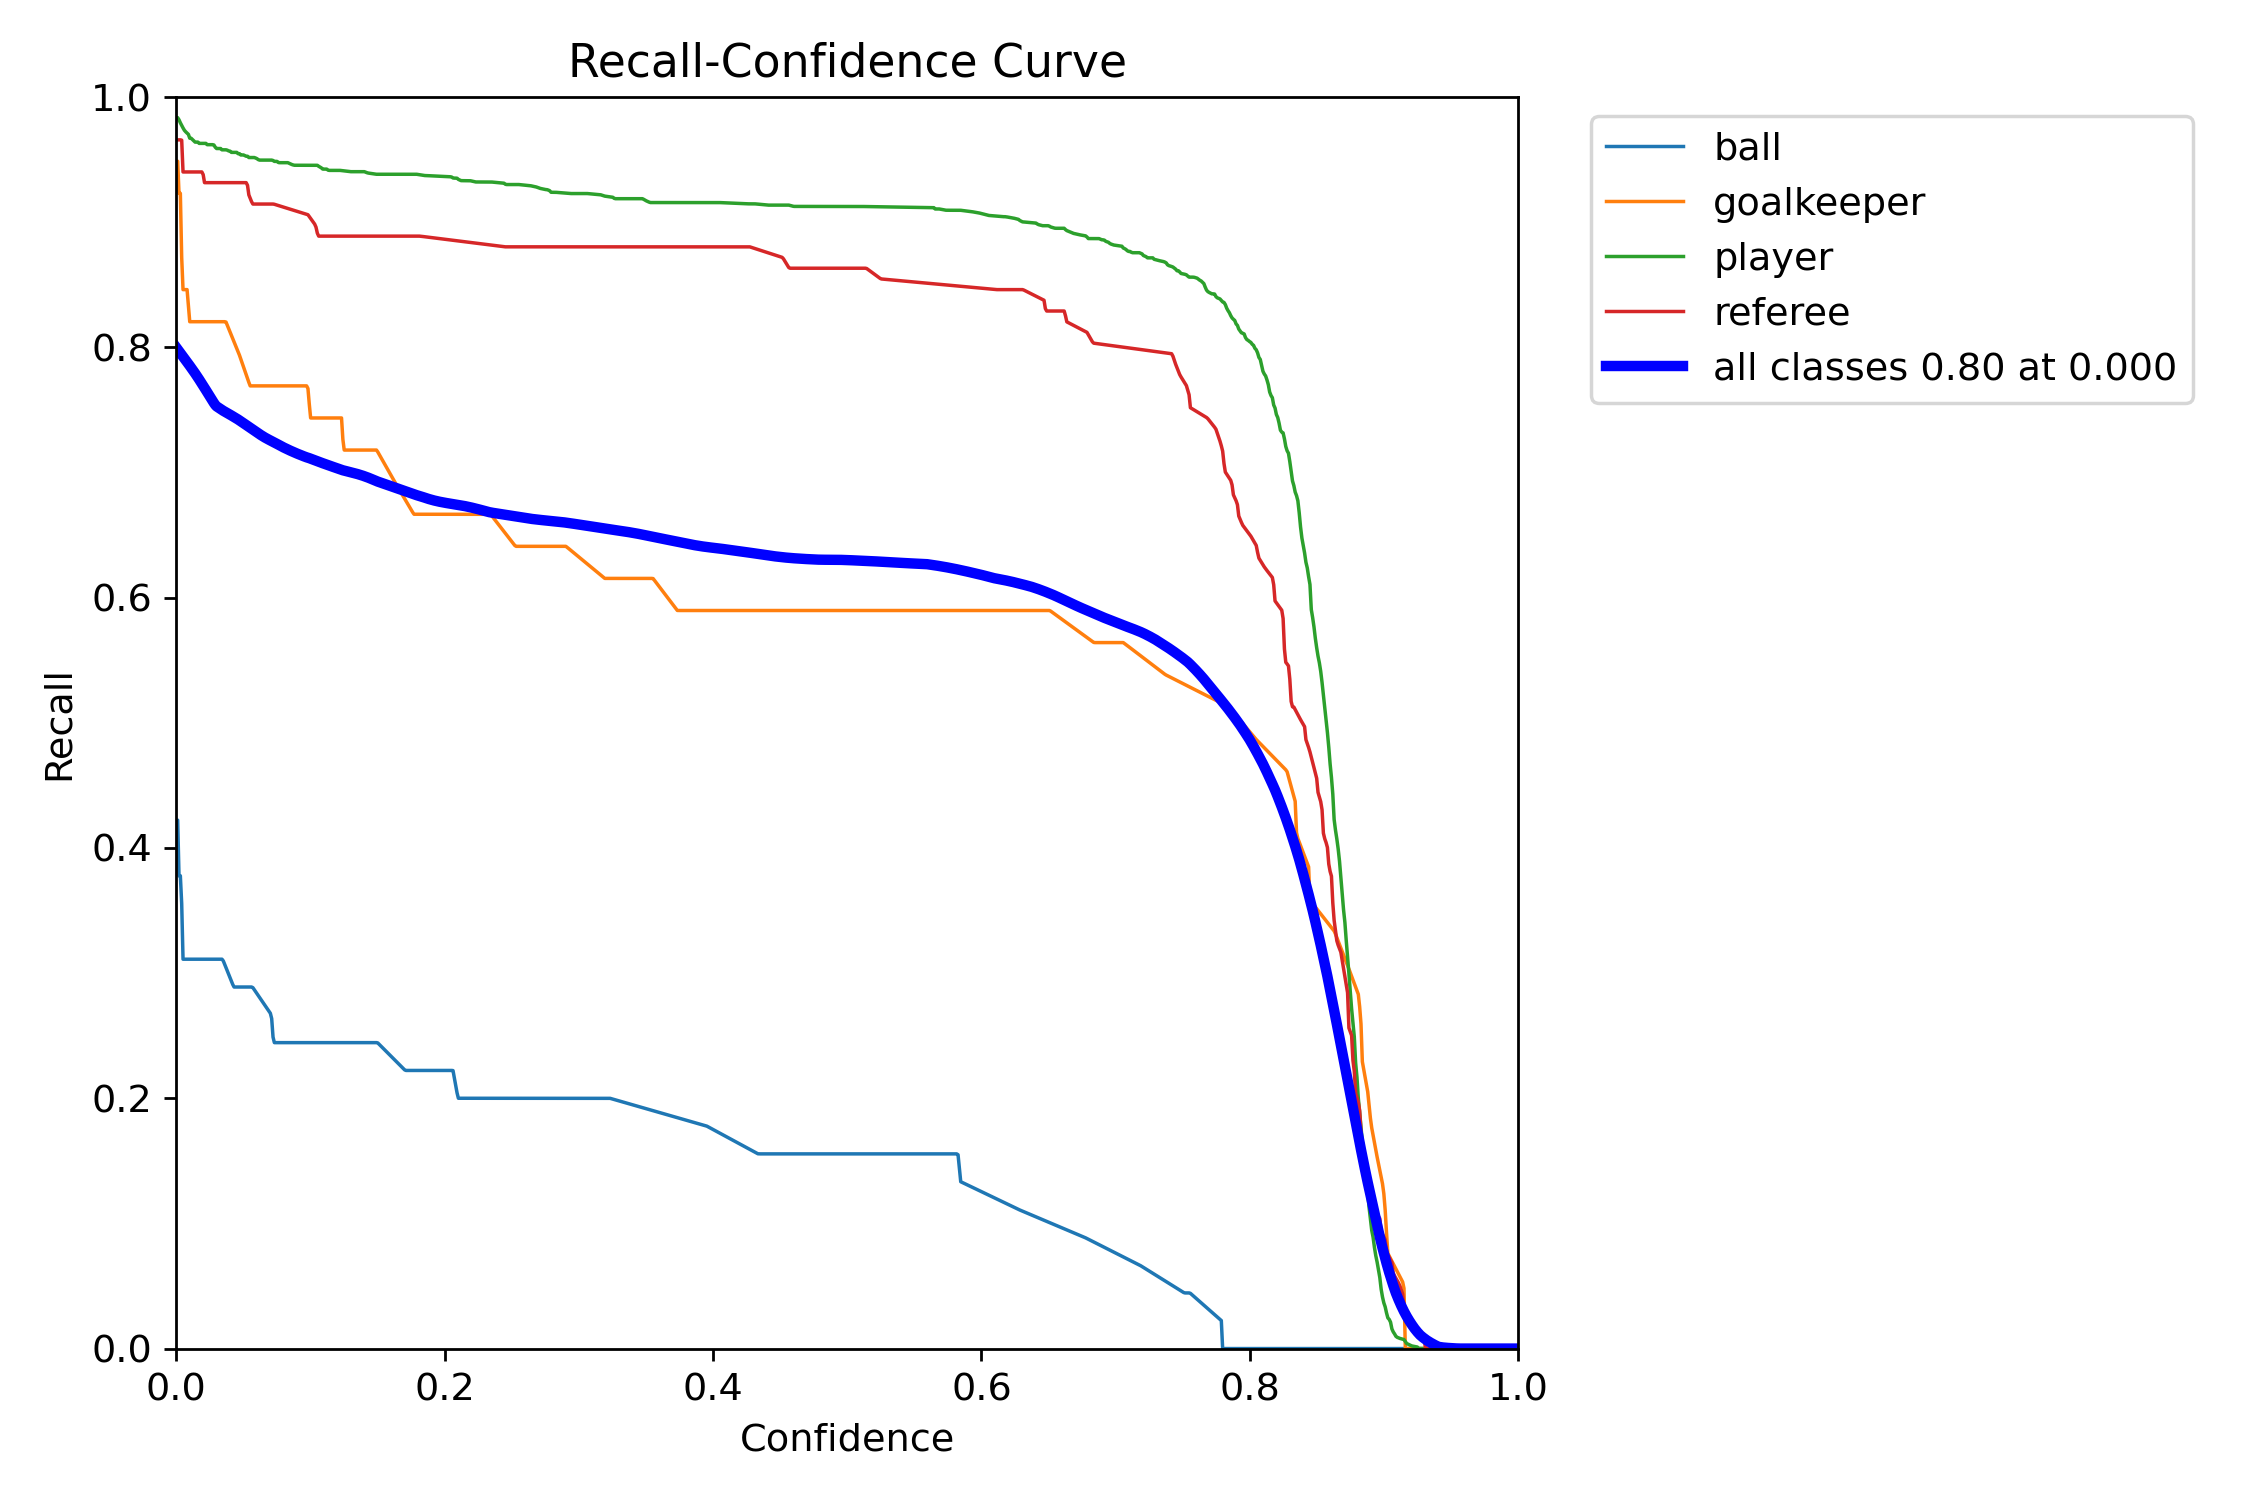 Recall-Confidence Curve
1.0
0.8
0.6
0.4
0.2
0.0
Recall
0.0 0.2 0.4 0.6 0.8 1.0
Confidence
ball
goalkeeper
player
referee
all classes 0.80 at 0.000